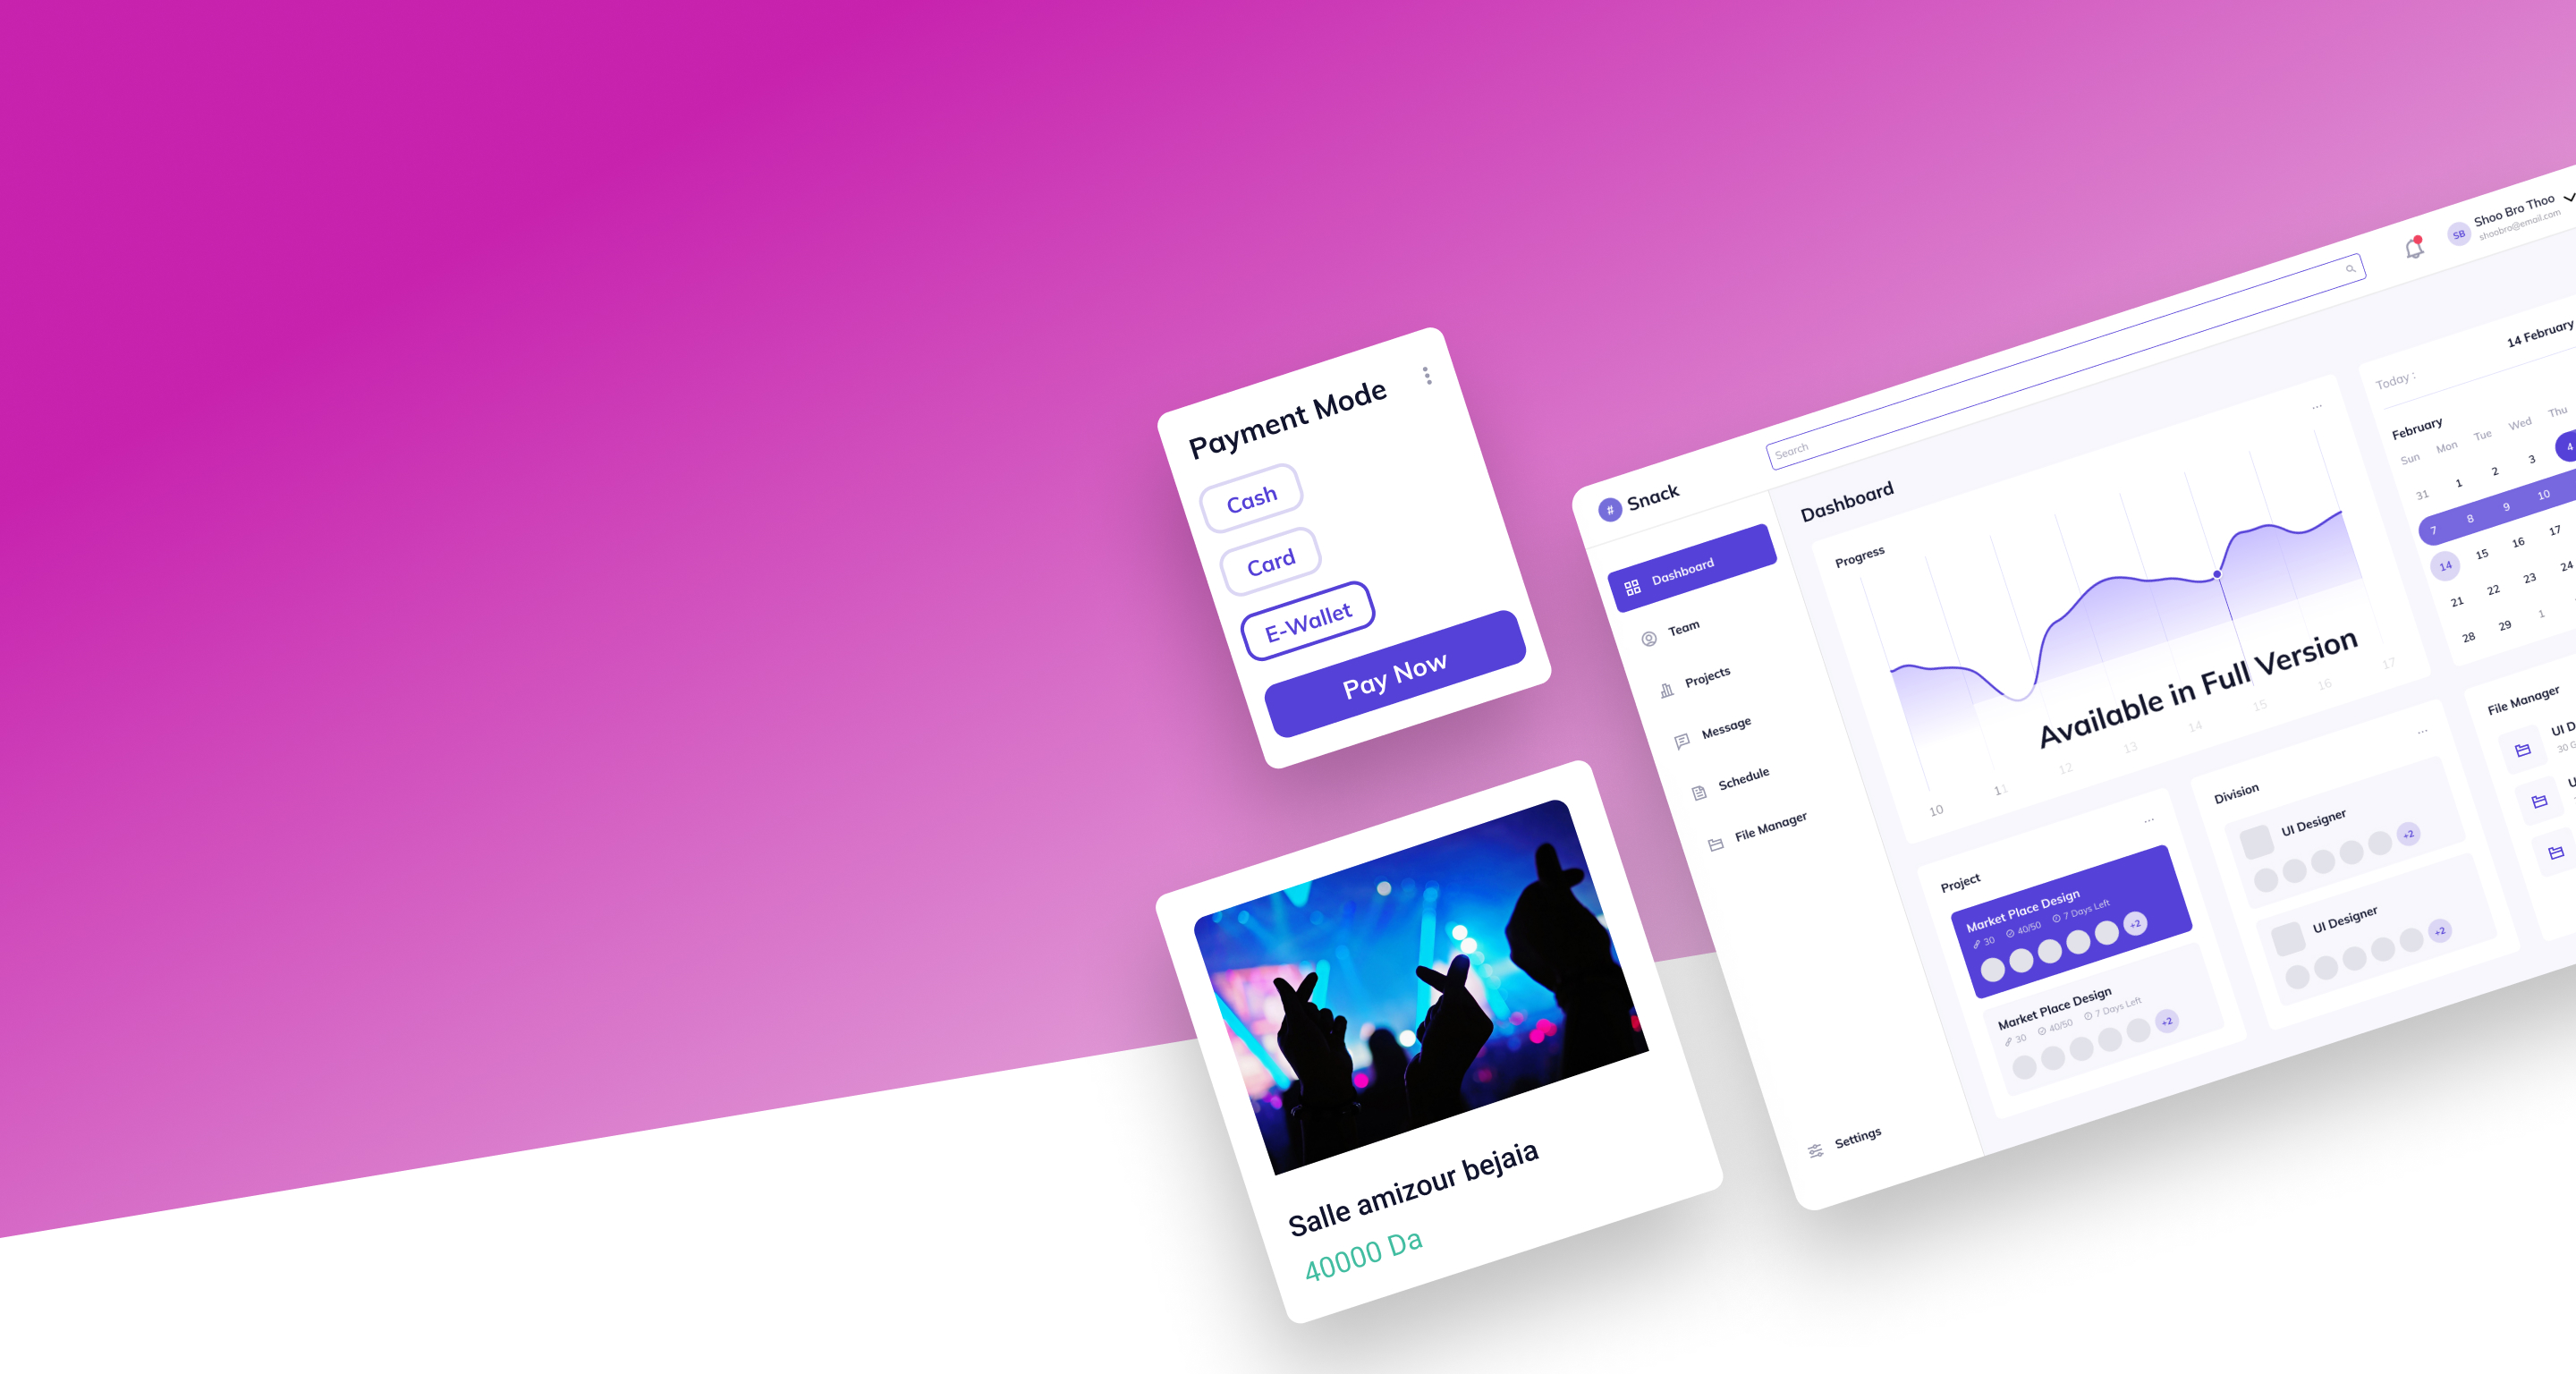 Payment Mode
Cash
Card
E-Wallet
Pay Now
Salle amizour bejaia
40000 Da
# Snack
Search
SB
Shoo Bro Thoo
shoobro@email.com
Dashboard
Team
Projects
Message
Schedule
File Manager
Settings
Dashboard
Progress
Available in Full Version
10 11 12 13 14 15 16 17
Today :
14 February
February
Sun Mon Tue Wed Thu
31 1 2 3 4
7 8 9 10
14 15 16 17
21 22 23 24
28 29 1
Project
Market Place Design
30 40/50 7 Days Left
+2
Market Place Design
30 40/50 7 Days Left
+2
Division
UI Designer
+2
UI Designer
+2
File Manager
UI D
30 G